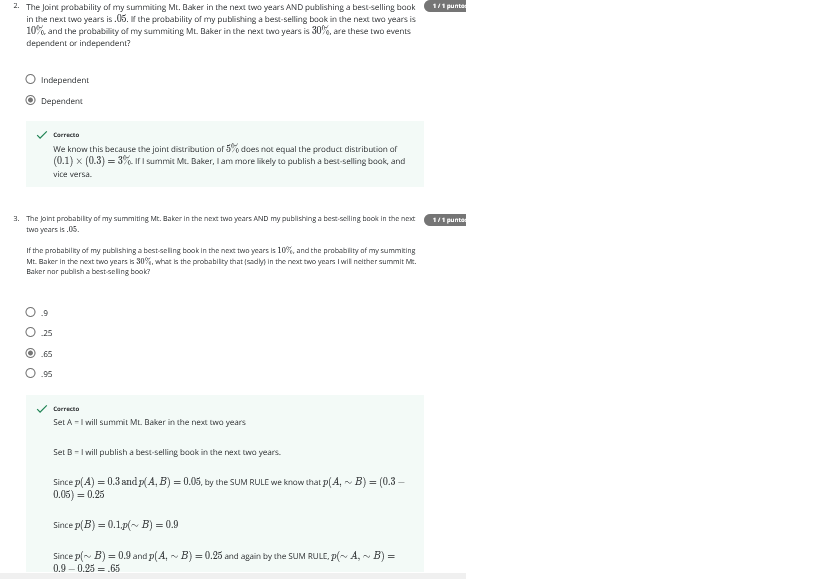 2. The Joint probability of my summiting Mt. Baker in the next two years AND publishing a best-selling book 1 / 1 puntos
in the next two years is .05. If the probability of my publishing a best-selling book in the next two years is
10%, and the probability of my summiting Mt. Baker in the next two years is 30%, are these two events
dependent or independent?
Independent
Dependent
Correcto
We know this because the joint distribution of 5% does not equal the product distribution of
(0.1) × (0.3) = 3%. If I summit Mt. Baker, I am more likely to publish a best-selling book, and
vice versa.
3. The Joint probability of my summiting Mt. Baker in the next two years AND my publishing a best-selling book in the next 1 / 1 puntos
two years is .05.
If the probability of my publishing a best-selling book in the next two years is 10%, and the probability of my summiting
Mt. Baker in the next two years is 30%, what is the probability that (sadly) in the next two years I will neither summit Mt.
Baker nor publish a best-selling book?
.9
.25
.65
.95
Correcto
Set A = I will summit Mt. Baker in the next two years
Set B = I will publish a best-selling book in the next two years.
Since p(A) = 0.3 and p(A, B) = 0.05, by the SUM RULE we know that p(A, ∼ B) = (0.3 −
0.05) = 0.25
Since p(B) = 0.1,p(∼ B) = 0.9
Since p(∼ B) = 0.9 and p(A, ∼ B) = 0.25 and again by the SUM RULE, p(∼ A, ∼ B) =
0.9 − 0.25 = .65